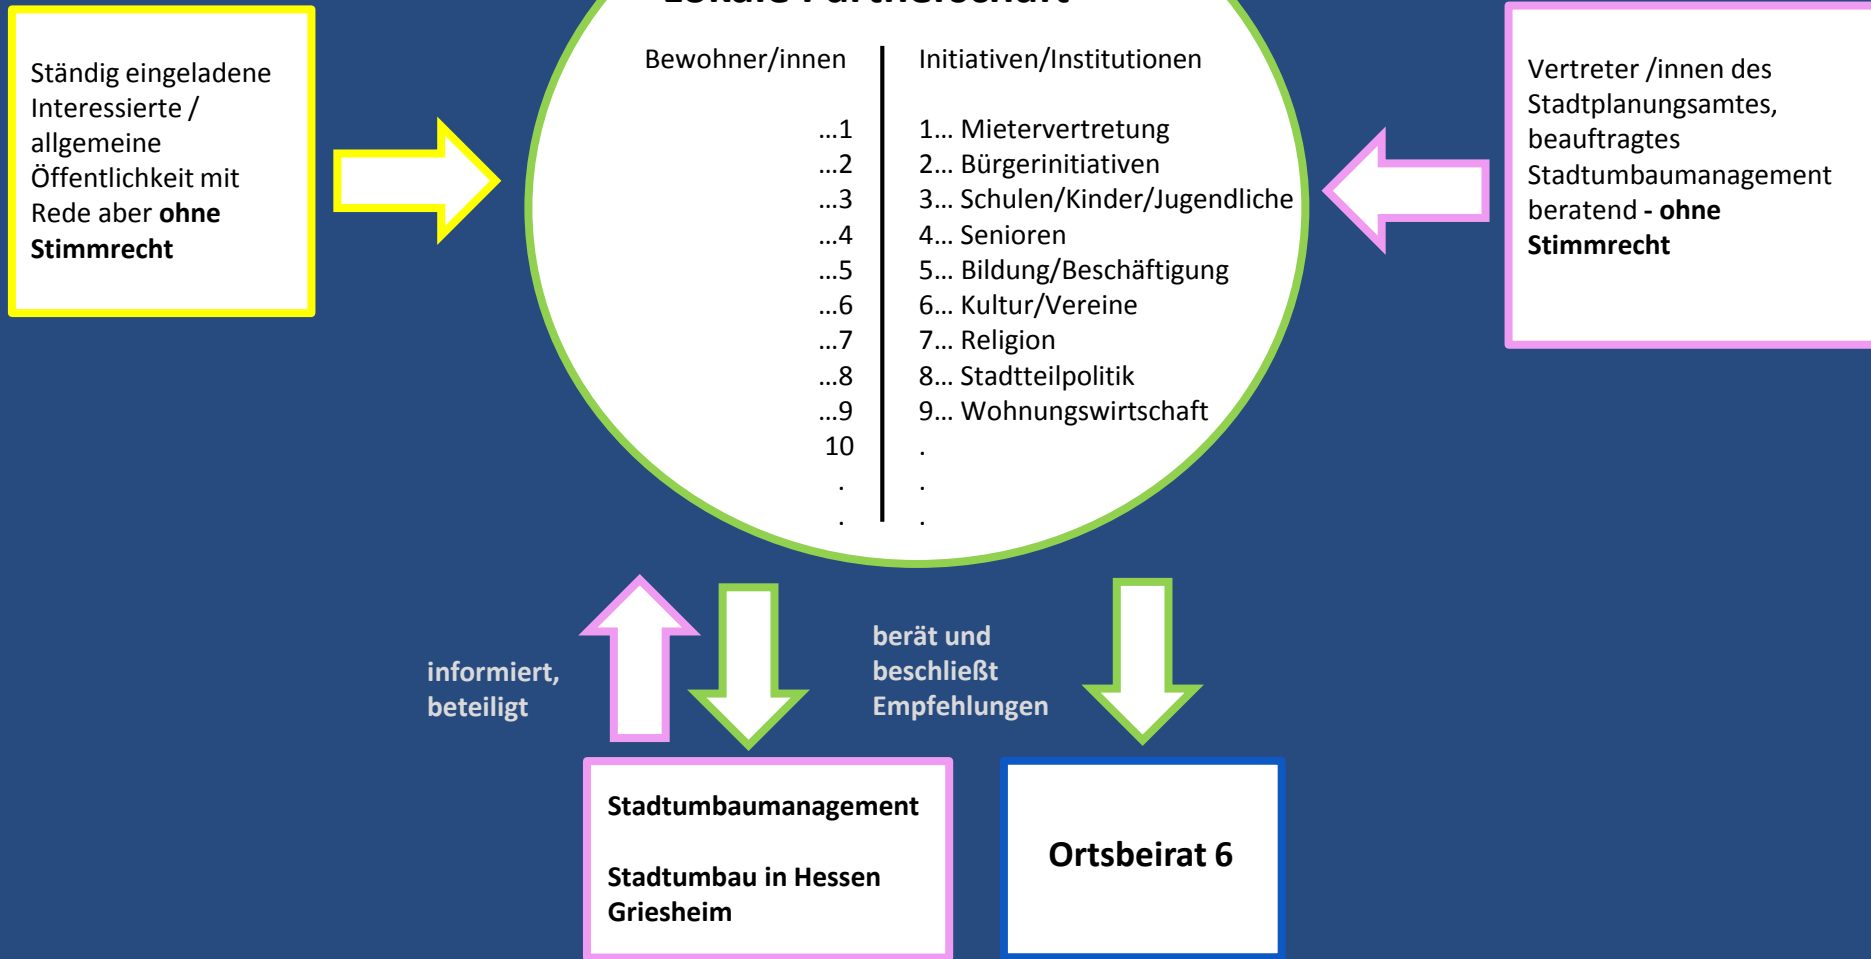 Lokale Partnerschaft
Ständig eingeladene
Interessierte /
allgemeine
Öffentlichkeit mit
Rede aber ohne
Stimmrecht
Bewohner/innen
...1
...2
...3
...4
...5
...6
...7
...8
...9
10
.
.
Initiativen/Institutionen
1... Mietervertretung
2... Bürgerinitiativen
3... Schulen/Kinder/Jugendliche
4... Senioren
5... Bildung/Beschäftigung
6... Kultur/Vereine
7... Religion
8... Stadtteilpolitik
9... Wohnungswirtschaft
.
.
.
Vertreter /innen des
Stadtplanungsamtes,
beauftragtes
Stadtumbaumanagement
beratend - ohne
Stimmrecht
informiert,
beteiligt
berät und
beschließt
Empfehlungen
Stadtumbaumanagement
Stadtumbau in Hessen
Griesheim
Ortsbeirat 6